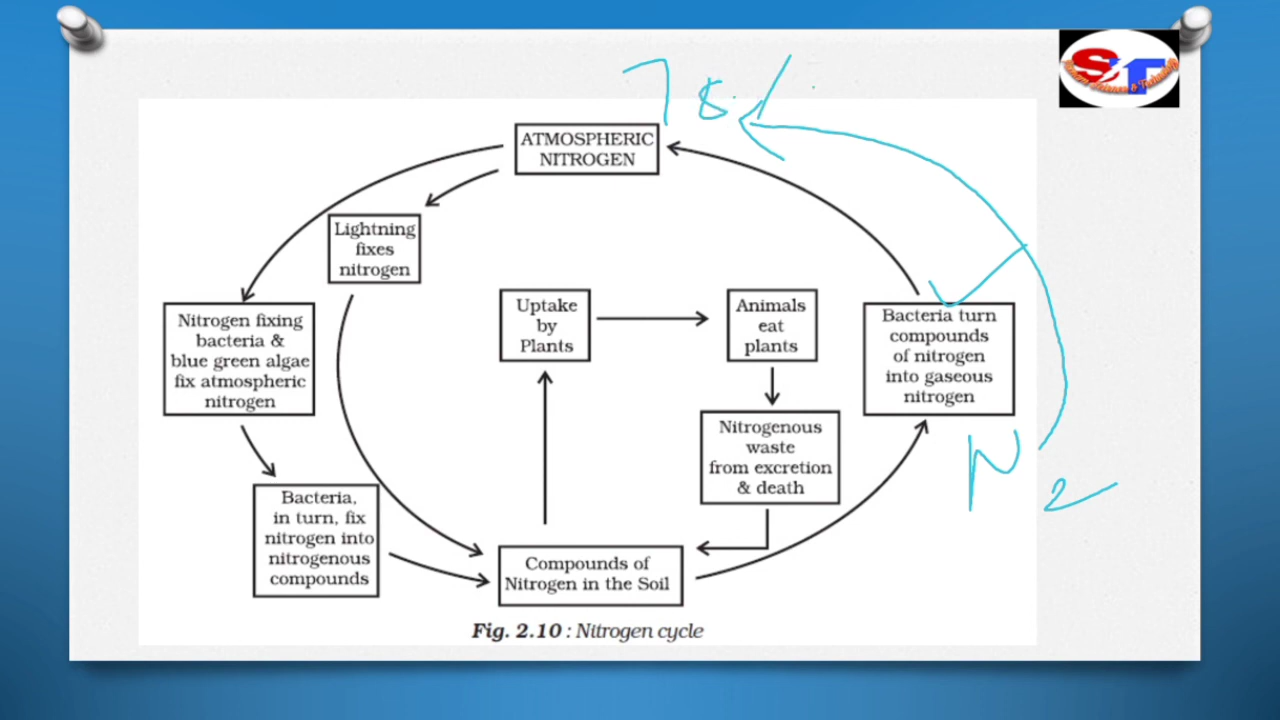 78%
ATMOSPHERIC
NITROGEN
Lightning
fixes
nitrogen
Nitrogen fixing
bacteria &
blue green algae
fix atmospheric
nitrogen
Uptake
by
Plants
Animals
eat
plants
Bacteria turn
compounds
of nitrogen
into gaseous
nitrogen
Nitrogenous
waste
from excretion
& death
N2
Bacteria,
in turn, fix
nitrogen into
nitrogenous
compounds
Compounds of
Nitrogen in the Soil
Fig. 2.10 : Nitrogen cycle